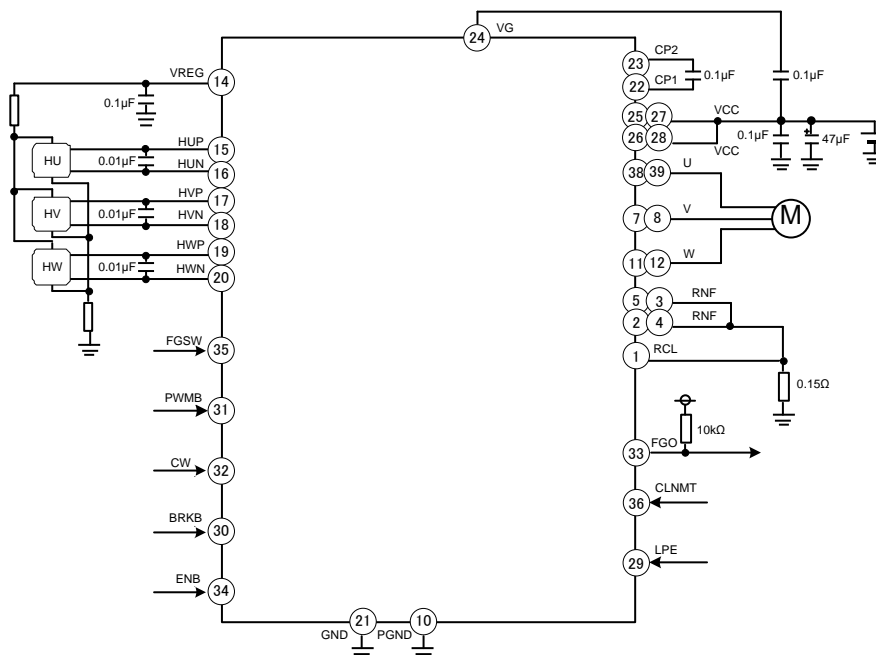 24
VG
VREG
14
0.1µF
23
CP2
22
CP1
0.1µF
0.1µF
25
27
VCC
26
28
VCC
0.1µF
+
47µF
HU
HUP
15
0.01µF
HUN
16
38
39
U
HV
HVP
17
0.01µF
HVN
18
7
8
V
M
HW
HWP
19
0.01µF
HWN
20
11
12
W
5
3
RNF
2
4
RNF
1
RCL
0.15Ω
FGSW
35
PWMB
31
10kΩ
33
FGO
CW
32
36
CLNMT
BRKB
30
29
LPE
ENB
34
21
GND
10
PGND